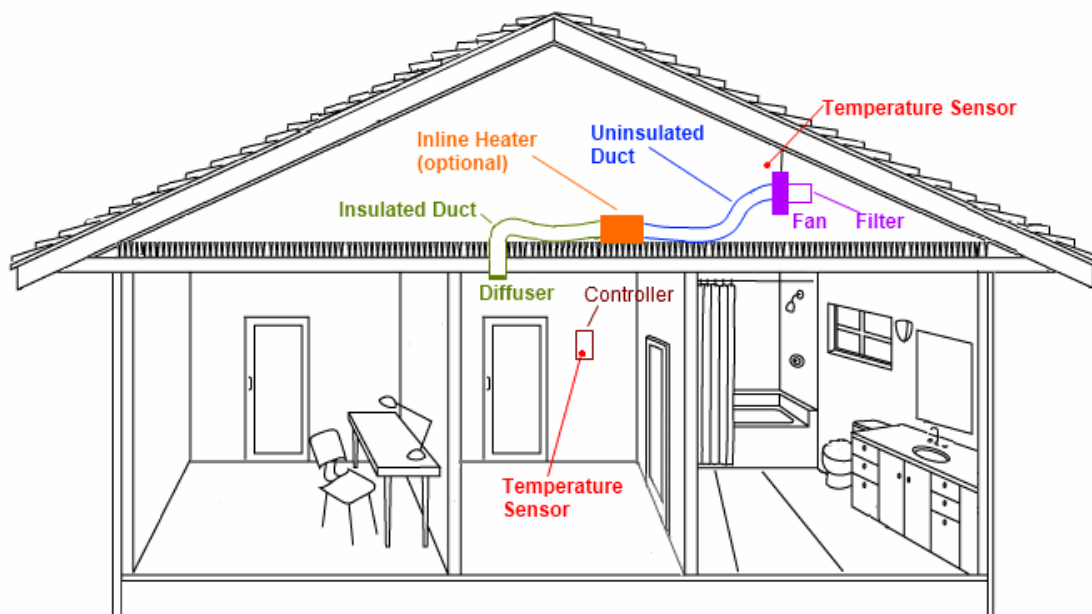 Temperature Sensor
Inline Heater
(optional)
Uninsulated
Duct
Insulated Duct
Fan
Filter
Diffuser
Controller
Temperature
Sensor